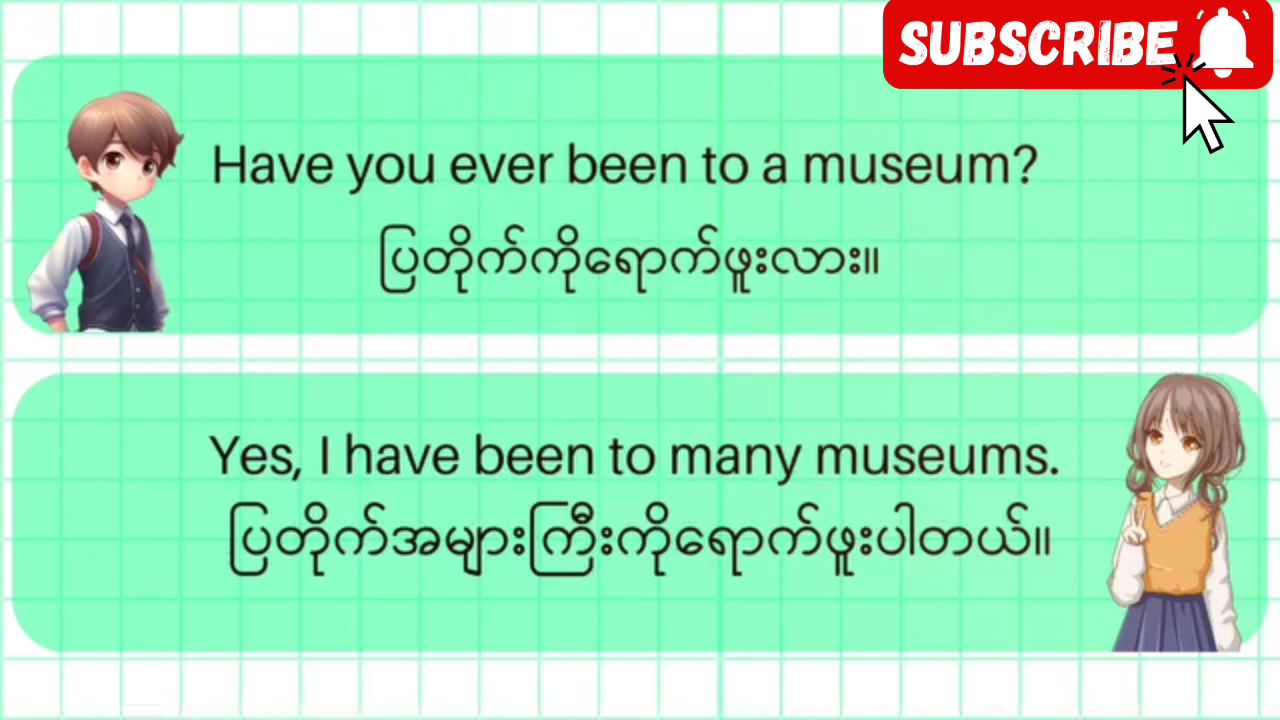 SUBSCRIBE
Have you ever been to a museum?
ပြတိုက်ကိုရောက်ဖူးလား။
Yes, I have been to many museums.
ပြတိုက်အများကြီးကိုရောက်ဖူးပါတယ်။